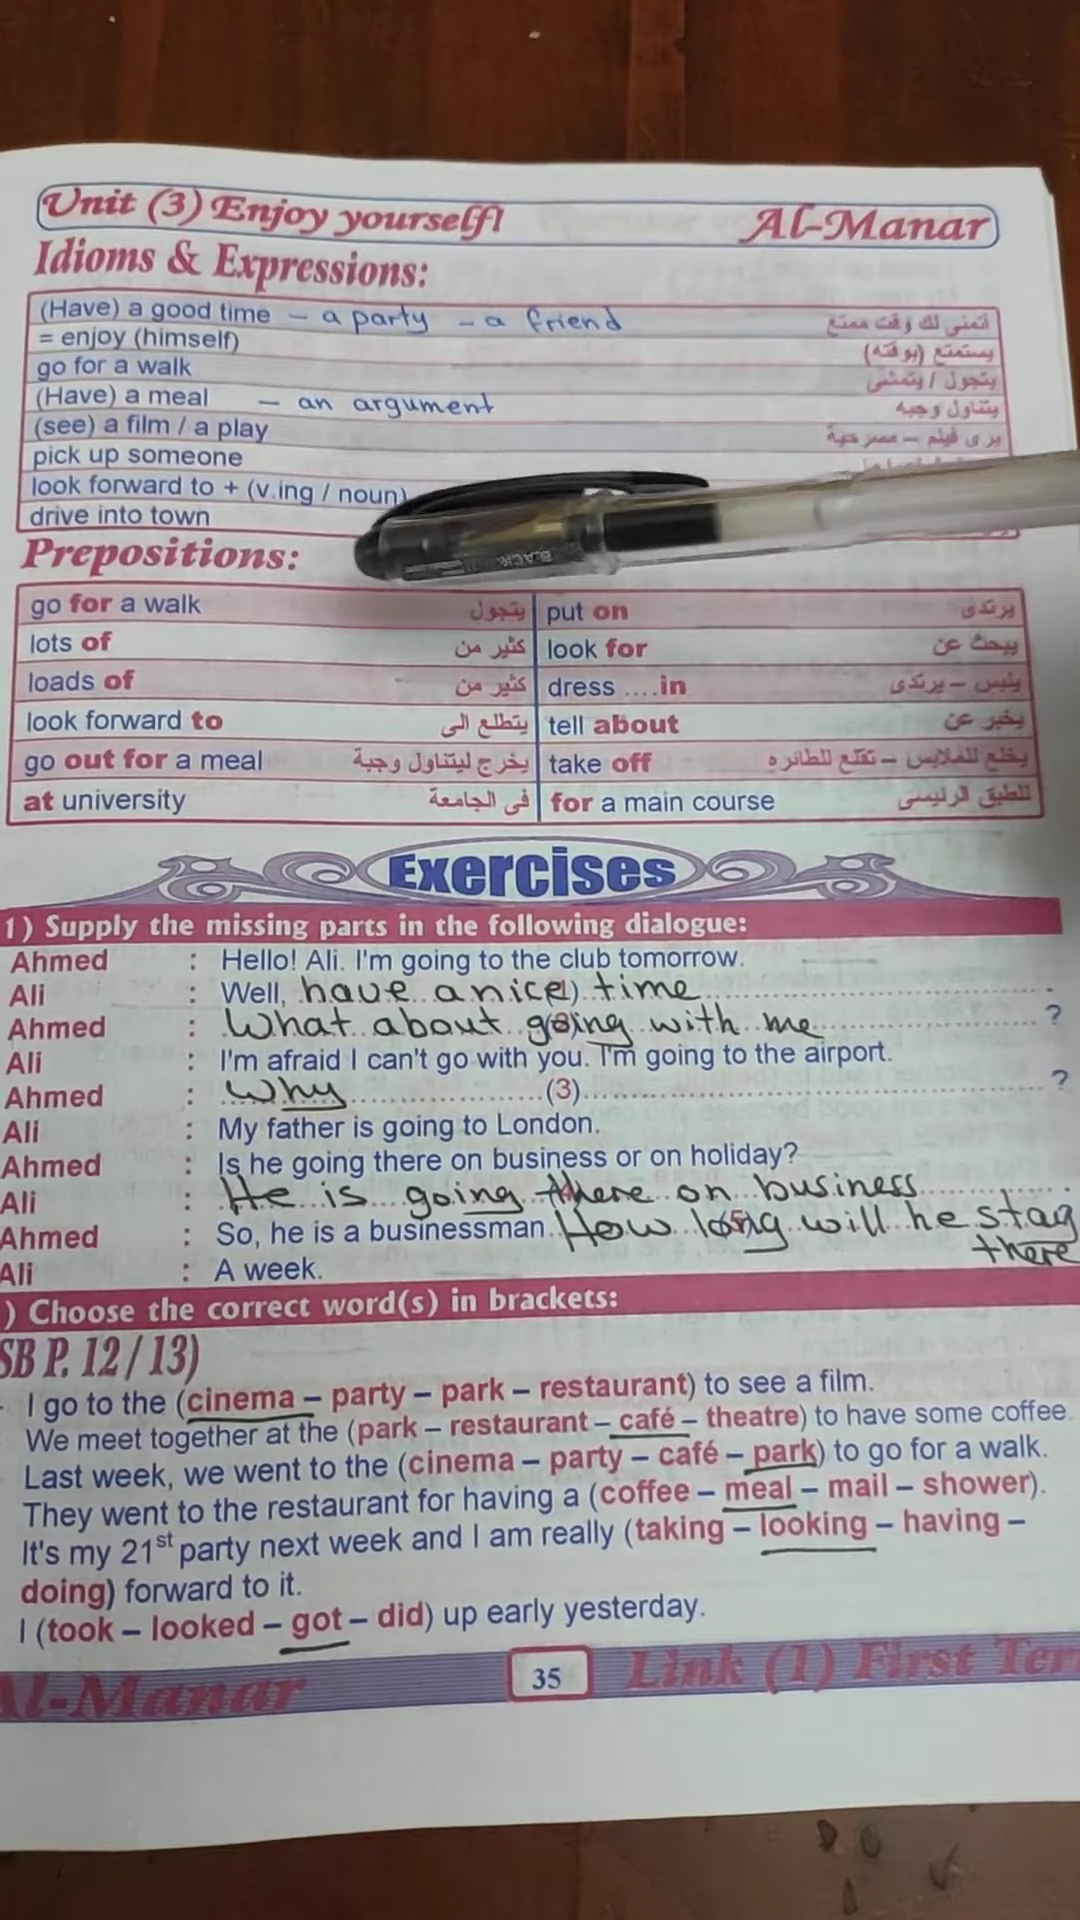 Unit (3) Enjoy yourself! Al-Manar
Idioms & Expressions:
(Have) a good time – a party – a friend أتمنى لك وقت ممتع
= enjoy (himself) يستمتع (بوقته)
go for a walk يتجول / يتمشى
(Have) a meal – an argument يتناول وجبه
(see) a film / a play يرى فيلم – مسرحية
pick up someone
look forward to + (v.ing / noun)
drive into town
BLACK
Prepositions:
go for a walk يتجول put on يرتدى
lots of كثير من look for يبحث عن
loads of كثير من dress ....in يلبس – يرتدى
look forward to يتطلع الى tell about يخبر عن
go out for a meal يخرج ليتناول وجبة take off يخلع للملابس – تقلع للطائره
at university فى الجامعة for a main course للطبق الرئيسى
Exercises
1) Supply the missing parts in the following dialogue:
Ahmed : Hello! Ali. I'm going to the club tomorrow.
Ali : Well, have a nice time
Ahmed : What about going with me ?
Ali : I'm afraid I can't go with you. I'm going to the airport.
Ahmed : Why (3) ?
Ali : My father is going to London.
Ahmed : Is he going there on business or on holiday?
Ali : He is going there on business
Ahmed : So, he is a businessman. How long will he stay there
Ali : A week.
) Choose the correct word(s) in brackets:
SB P. 12 / 13)
I go to the (cinema – party – park – restaurant) to see a film.
We meet together at the (park – restaurant – café – theatre) to have some coffee.
Last week, we went to the (cinema – party – café – park) to go for a walk.
They went to the restaurant for having a (coffee – meal – mail – shower).
It's my 21st party next week and I am really (taking – looking – having –
doing) forward to it.
I (took – looked – got – did) up early yesterday.
Al-Manar 35 Link (1) First Ter